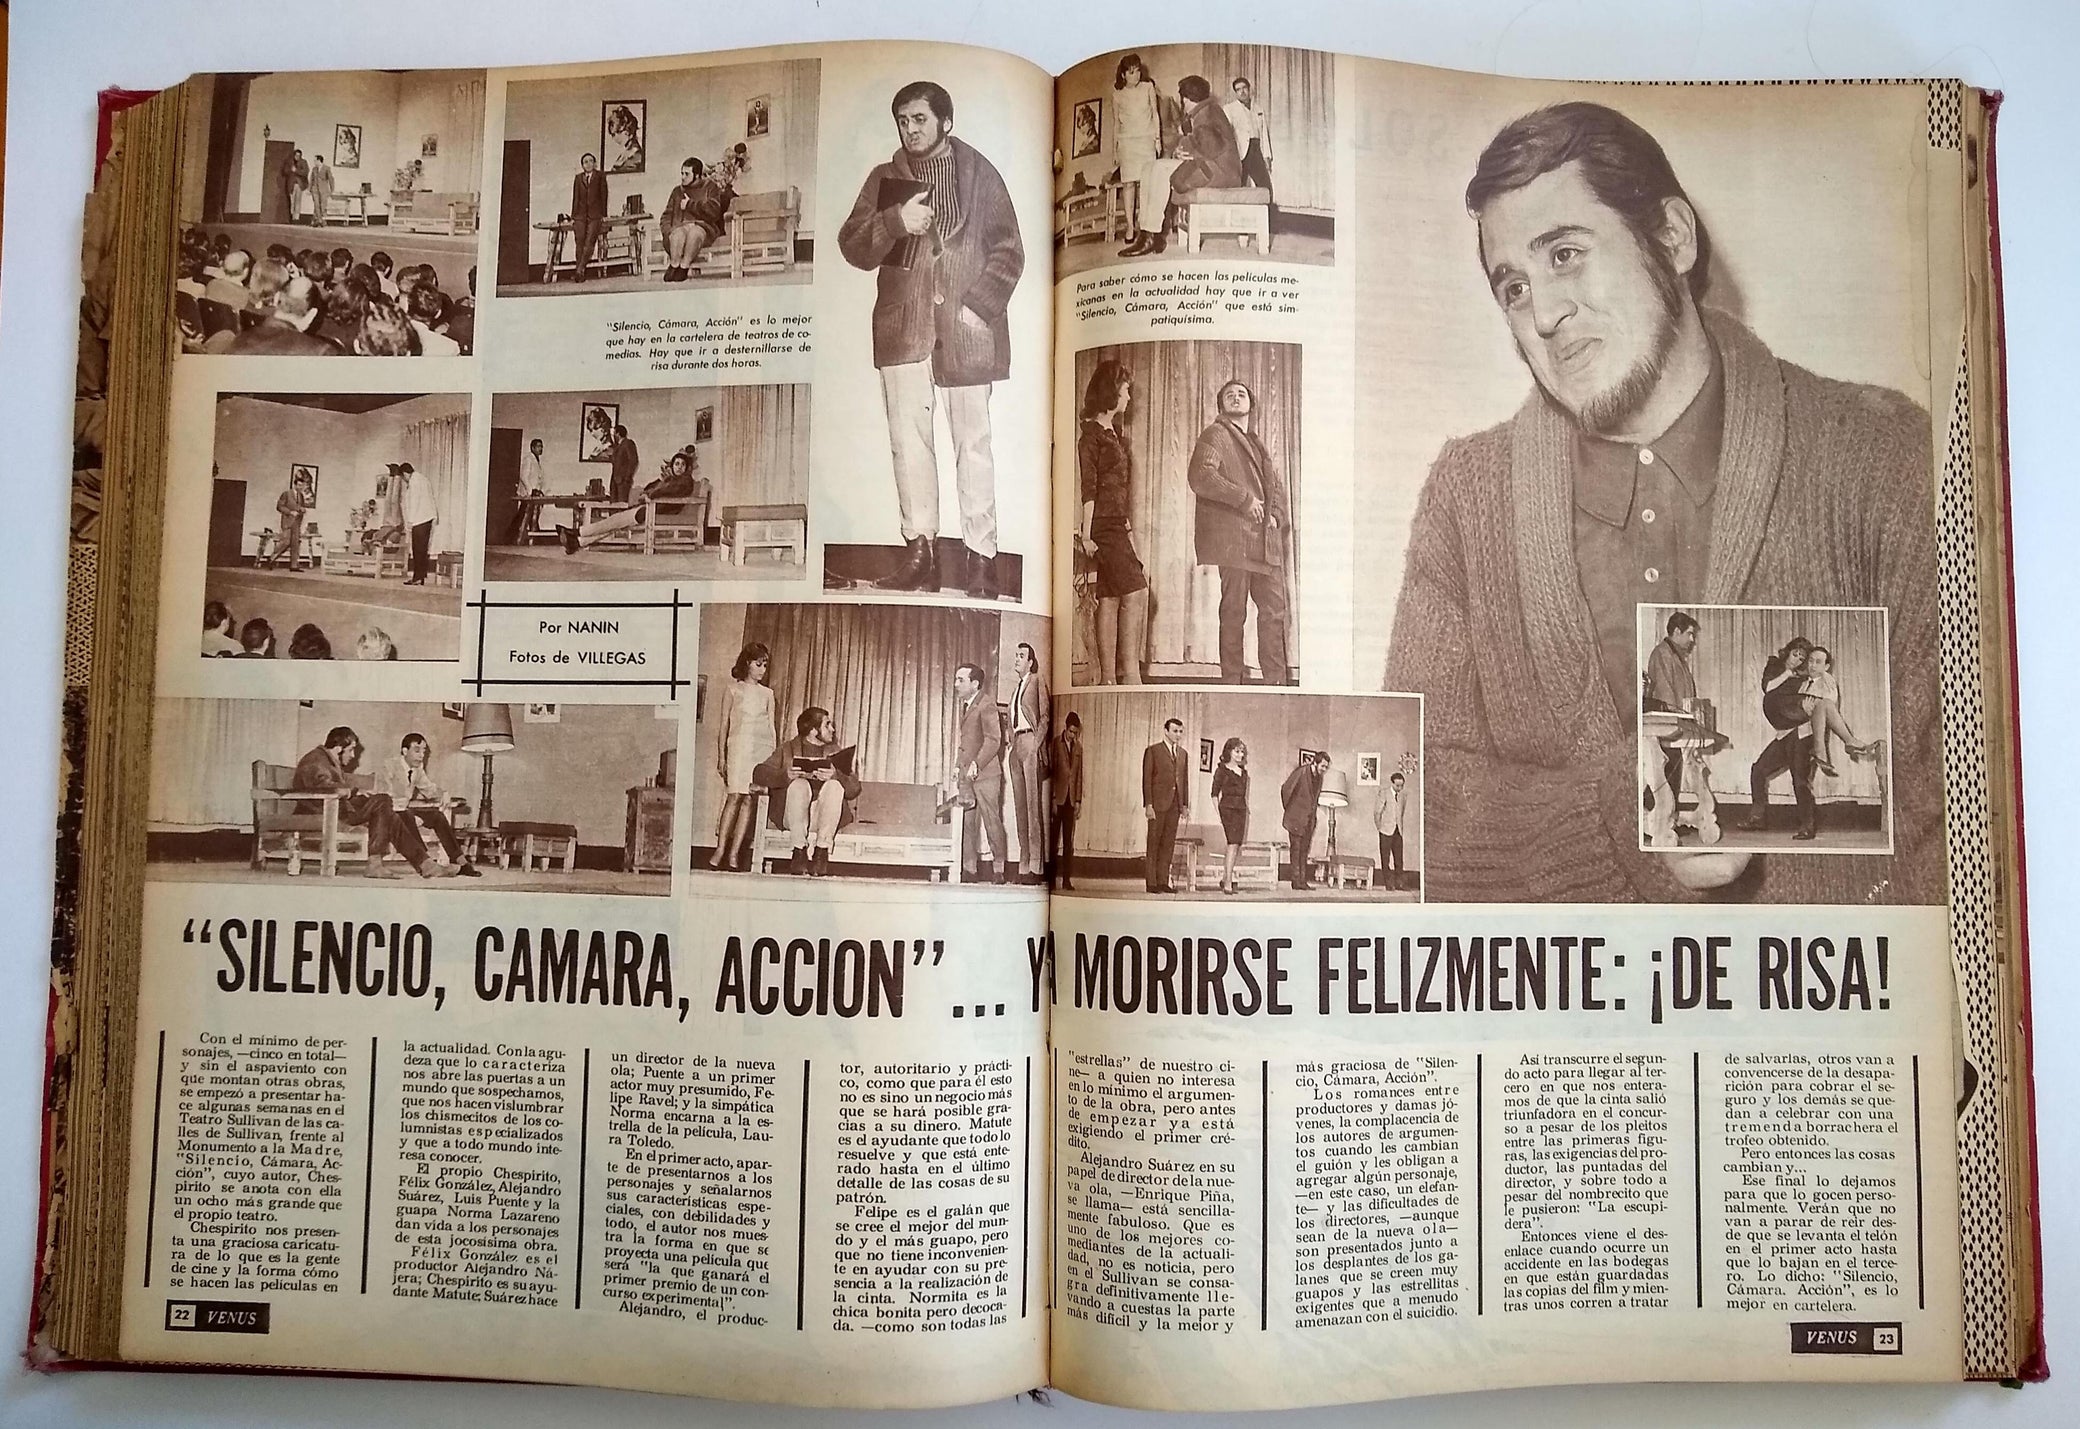 "Silencio, Cámara, Acción" es lo mejor
que hay en la cartelera de teatros de co-
medias. Hay que ir a desternillarse de
risa durante dos horas.
Para saber cómo se hacen las películas me-
xicanas en la actualidad hay que ir a ver
"Silencio, Cámara, Acción" que está sim-
patiquísima.
Por NANIN
Fotos de VILLEGAS
"SILENCIO, CAMARA, ACCION" ... YA MORIRSE FELIZMENTE: ¡DE RISA!
Con el mínimo de per-
sonajes, —cinco en total—
y sin el aspaviento con
que montan otras obras,
se empezó a presentar ha-
ce algunas semanas en el
Teatro Sullivan de las ca-
lles de Sullivan, frente al
Monumento a la Madre,
"Silencio, Cámara, Ac-
ción", cuyo autor, Ches-
pirito se anota con ella
un ocho más grande que
el propio teatro.
Chespirito nos presen-
ta una graciosa caricatu-
ra de lo que es la gente
de cine y la forma cómo
se hacen las películas en
la actualidad. Con la agu-
deza que lo caracteriza
nos abre las puertas a un
mundo que sospechamos,
que nos hacen vislumbrar
los chismecitos de los co-
lumnistas especializados
y que a todo mundo inte-
resa conocer.
El propio Chespirito,
Félix González, Alejandro
Suárez, Luis Puente y la
guapa Norma Lazareno
dan vida a los personajes
de esta jocosísima obra.
Félix González es el
productor Alejandro Ná-
jera; Chespirito es su ayu-
dante Matute; Suárez hace
un director de la nueva
ola; Puente a un primer
actor muy presumido, Fe-
lipe Ravel; y la simpática
Norma encarna a la es-
trella de la película, Lau-
ra Toledo.
En el primer acto, apar-
te de presentarnos a los
personajes y señalarnos
sus características espe-
ciales, con debilidades y
todo, el autor nos mues-
tra la forma en que se
proyecta una película que
será "la que ganará el
primer premio de un con-
curso experimental".
Alejandro, el produc-
tor, autoritario y prácti-
co, como que para él esto
no es sino un negocio más
que se hará posible gra-
cias a su dinero. Matute
es el ayudante que todo lo
resuelve y que está ente-
rado hasta en el último
detalle de las cosas de su
patrón.
Felipe es el galán que
se cree el mejor del mun-
do y el más guapo, pero
que no tiene inconvenien-
te en ayudar con su pre-
sencia a la realización de
la cinta. Normita es la
chica bonita pero decoca-
da. —como son todas las
"estrellas" de nuestro ci-
ne— a quien no interesa
en lo mínimo el argumen-
to de la obra, pero antes
de empezar ya está
exigiendo el primer cré-
dito.
Alejandro Suárez en su
papel de director de la nue-
va ola, —Enrique Piña,
se llama— está sencilla-
mente fabuloso. Que es
uno de los mejores co-
mediantes de la actuali-
dad, no es noticia, pero
en el Sullivan se consa-
gra definitivamente lle-
vando a cuestas la parte
más difícil y la mejor y
más graciosa de "Silen-
cio, Cámara, Acción".
Los romances entre
productores y damas jó-
venes, la complacencia de
los autores de argumen-
tos cuando les cambian
el guión y les obligan a
agregar algún personaje,
—en este caso, un elefan-
te— y las dificultades de
los directores, —aunque
sean de la nueva ola—
son presentados junto a
los desplantes de los ga-
lanes que se creen muy
guapos y las estrellitas
exigentes que a menudo
amenazan con el suicidio.
Así transcurre el segun-
do acto para llegar al ter-
cero en que nos entera-
mos de que la cinta salió
triunfadora en el concur-
so a pesar de los pleitos
entre las primeras figu-
ras, las exigencias del pro-
ductor, las puntadas del
director, y sobre todo a
pesar del nombrecito que
le pusieron: "La escupi-
dera".
Entonces viene el des-
enlace cuando ocurre un
accidente en las bodegas
en que están guardadas
las copias del film y mien-
tras unos corren a tratar
de salvarlas, otros van a
convencerse de la desapa-
rición para cobrar el se-
guro y los demás se que-
dan a celebrar con una
tremenda borrachera el
trofeo obtenido.
Pero entonces las cosas
cambian y...
Ese final lo dejamos
para que lo gocen perso-
nalmente. Verán que no
van a parar de reír des-
de que se levanta el telón
en el primer acto hasta
que lo bajan en el terce-
ro. Lo dicho: "Silencio,
Cámara. Acción", es lo
mejor en cartelera.
22 VENUS
VENUS 23